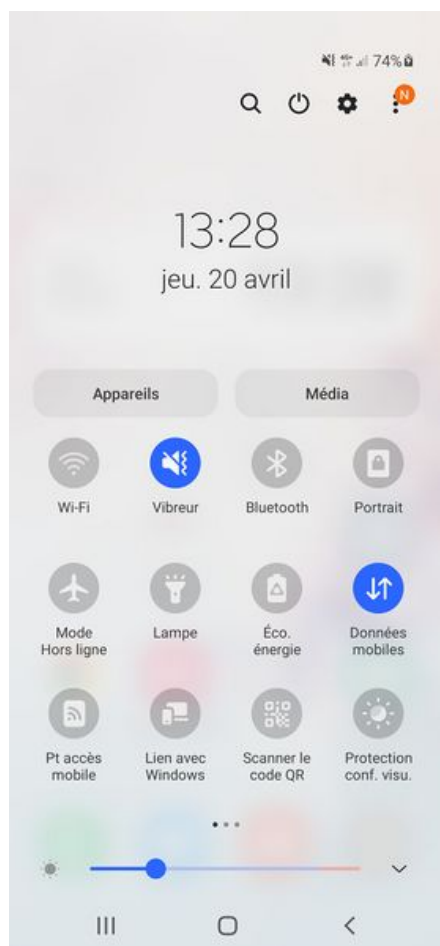 4G+ 74%
N
13:28
jeu. 20 avril
Appareils Média
Wi-Fi Vibreur Bluetooth Portrait
Mode Hors ligne
Lampe
Éco. énergie
Données mobiles
Pt accès mobile
Lien avec Windows
Scanner le code QR
Protection conf. visu.